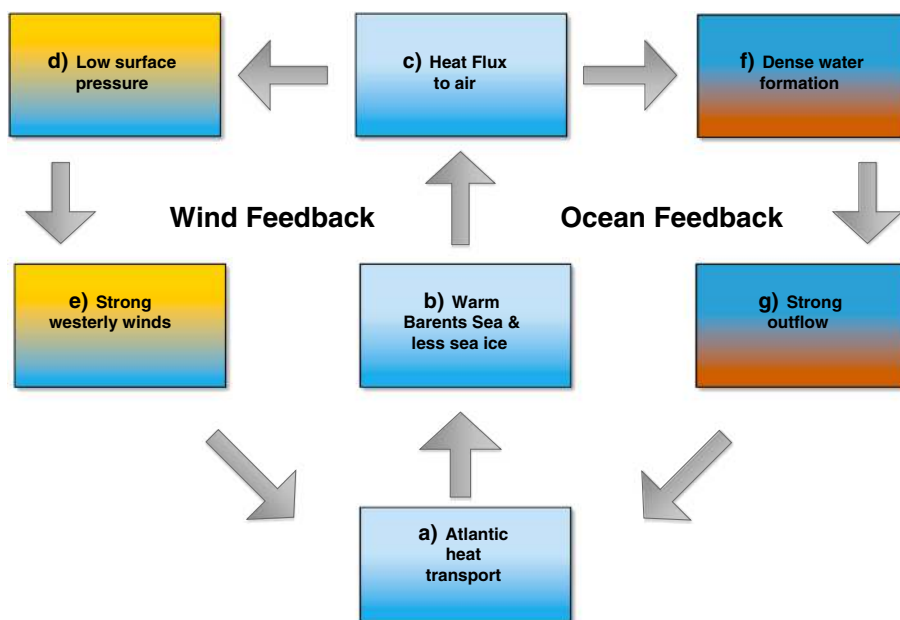 d) Low surface
pressure
c) Heat Flux
to air
f) Dense water
formation
Wind Feedback
Ocean Feedback
e) Strong
westerly winds
b) Warm
Barents Sea &
less sea ice
g) Strong
outflow
a) Atlantic
heat
transport